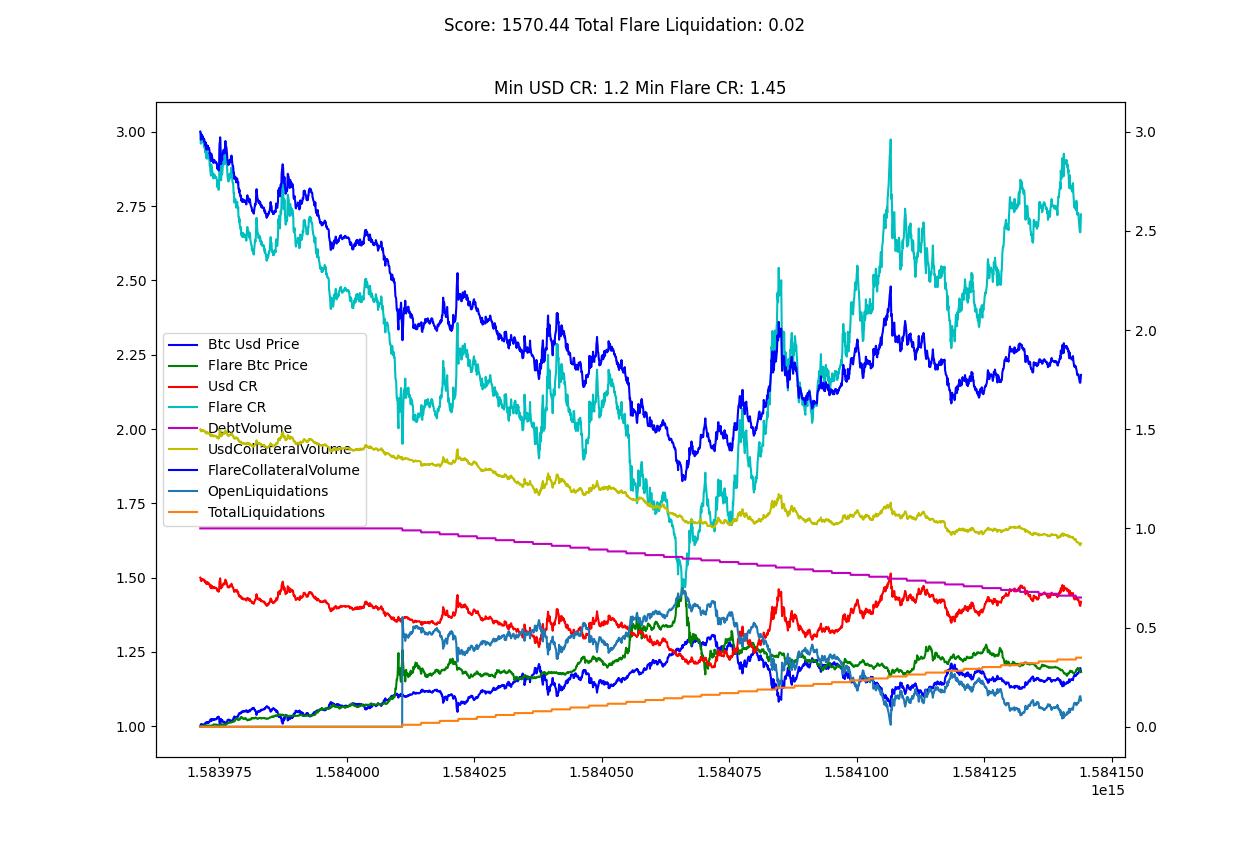 Score: 1570.44 Total Flare Liquidation: 0.02
Min USD CR: 1.2 Min Flare CR: 1.45
3.00
2.75
2.50
2.25
2.00
1.75
1.50
1.25
1.00
3.0
2.5
2.0
1.5
1.0
0.5
0.0
Btc Usd Price
Flare Btc Price
Usd CR
Flare CR
DebtVolume
UsdCollateralVolume
FlareCollateralVolume
OpenLiquidations
TotalLiquidations
1.583975 1.584000 1.584025 1.584050 1.584075 1.584100 1.584125 1.584150
1e15